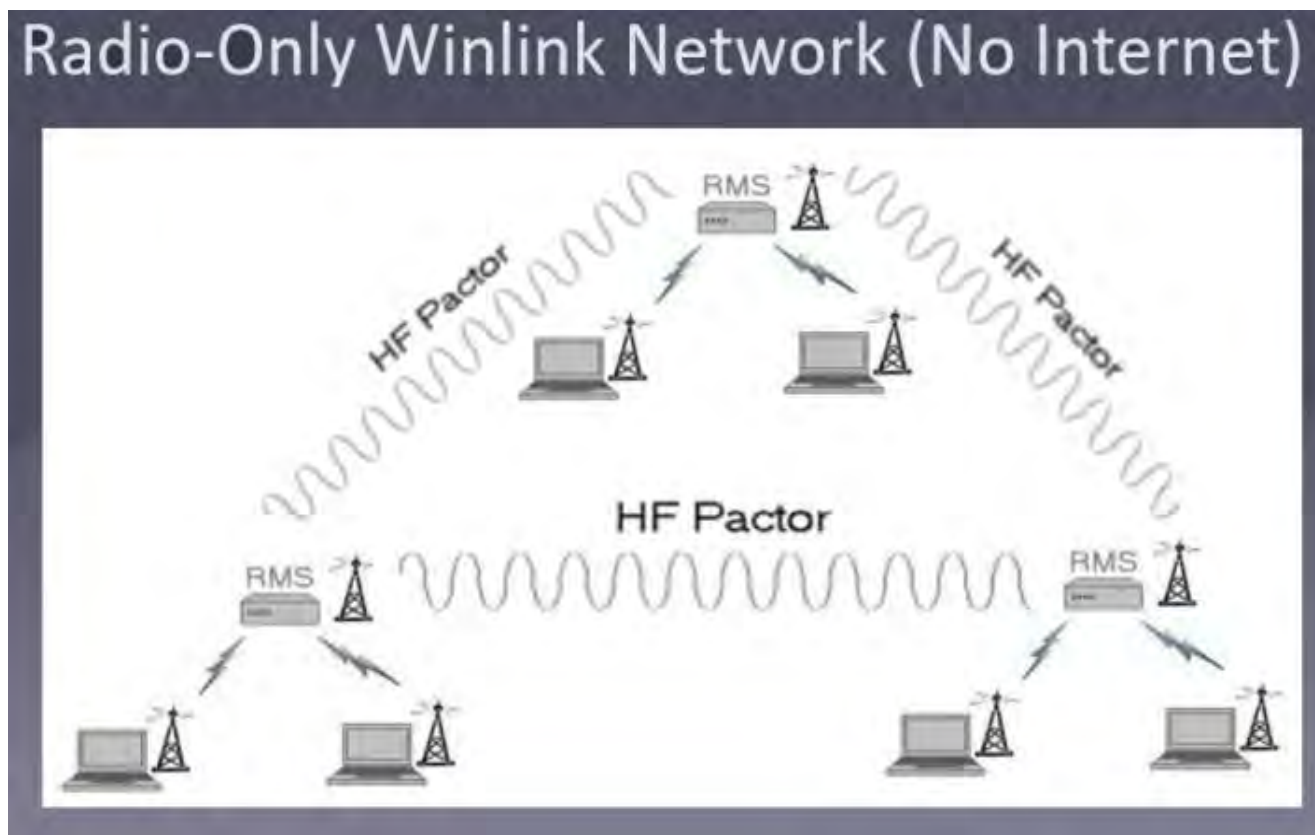 Radio-Only Winlink Network (No Internet)
RMS
HF Pactor
HF Pactor
HF Pactor
RMS
RMS